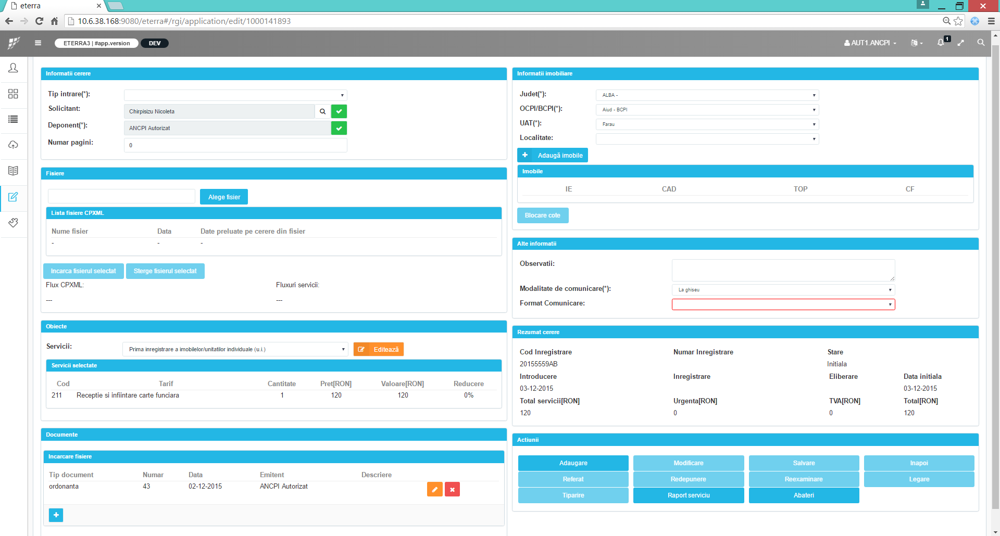 eterra
10.6.38.168:9080/eterra#/rgi/application/edit/1000141893
ETERRA3 | #app.version DEV
AUT1.ANCPI
1
Informatii cerere
Tip intrare(*):
Solicitant: Chirpisizu Nicoleta
Deponent(*): ANCPI Autorizat
Numar pagini: 0
Fisiere
Alege fisier
Lista fisiere CPXML
Nume fisier Data Date preluate pe cerere din fisier
- - -
Incarca fisierul selectat Sterge fisierul selectat
Flux CPXML: Fluxuri servicii:
--- ---
Obiecte
Servicii: Prima inregistrare a imobilelor/unitatilor individuale (u.i.) Editează
Servicii selectate
Cod Tarif Cantitate Pret[RON] Valoare[RON] Reducere
211 Receptie si infiintare carte funciara 1 120 120 0%
Documente
Incarcare fisiere
Tip document Numar Data Emitent Descriere
ordonanta 43 02-12-2015 ANCPI Autorizat
Informatii imobiliare
Judet(*): ALBA -
OCPI/BCPI(*): Aiud - BCPI
UAT(*): Farau
Localitate:
Adaugă imobile
Imobile
IE CAD TOP CF
Blocare cote
Alte informatii
Observatii:
Modalitate de comunicare(*): La ghiseu
Format Comunicare:
Rezumat cerere
Cod Inregistrare Numar Inregistrare Stare
20155559AB Initiala
Introducere Inregistrare Eliberare Data initiala
03-12-2015 03-12-2015
Total servicii[RON] Urgenta[RON] TVA[RON] Total[RON]
120 0 0 120
Actiunii
Adaugare Modificare Salvare Inapoi
Referat Redepunere Reexaminare Legare
Tiparire Raport serviciu Abateri